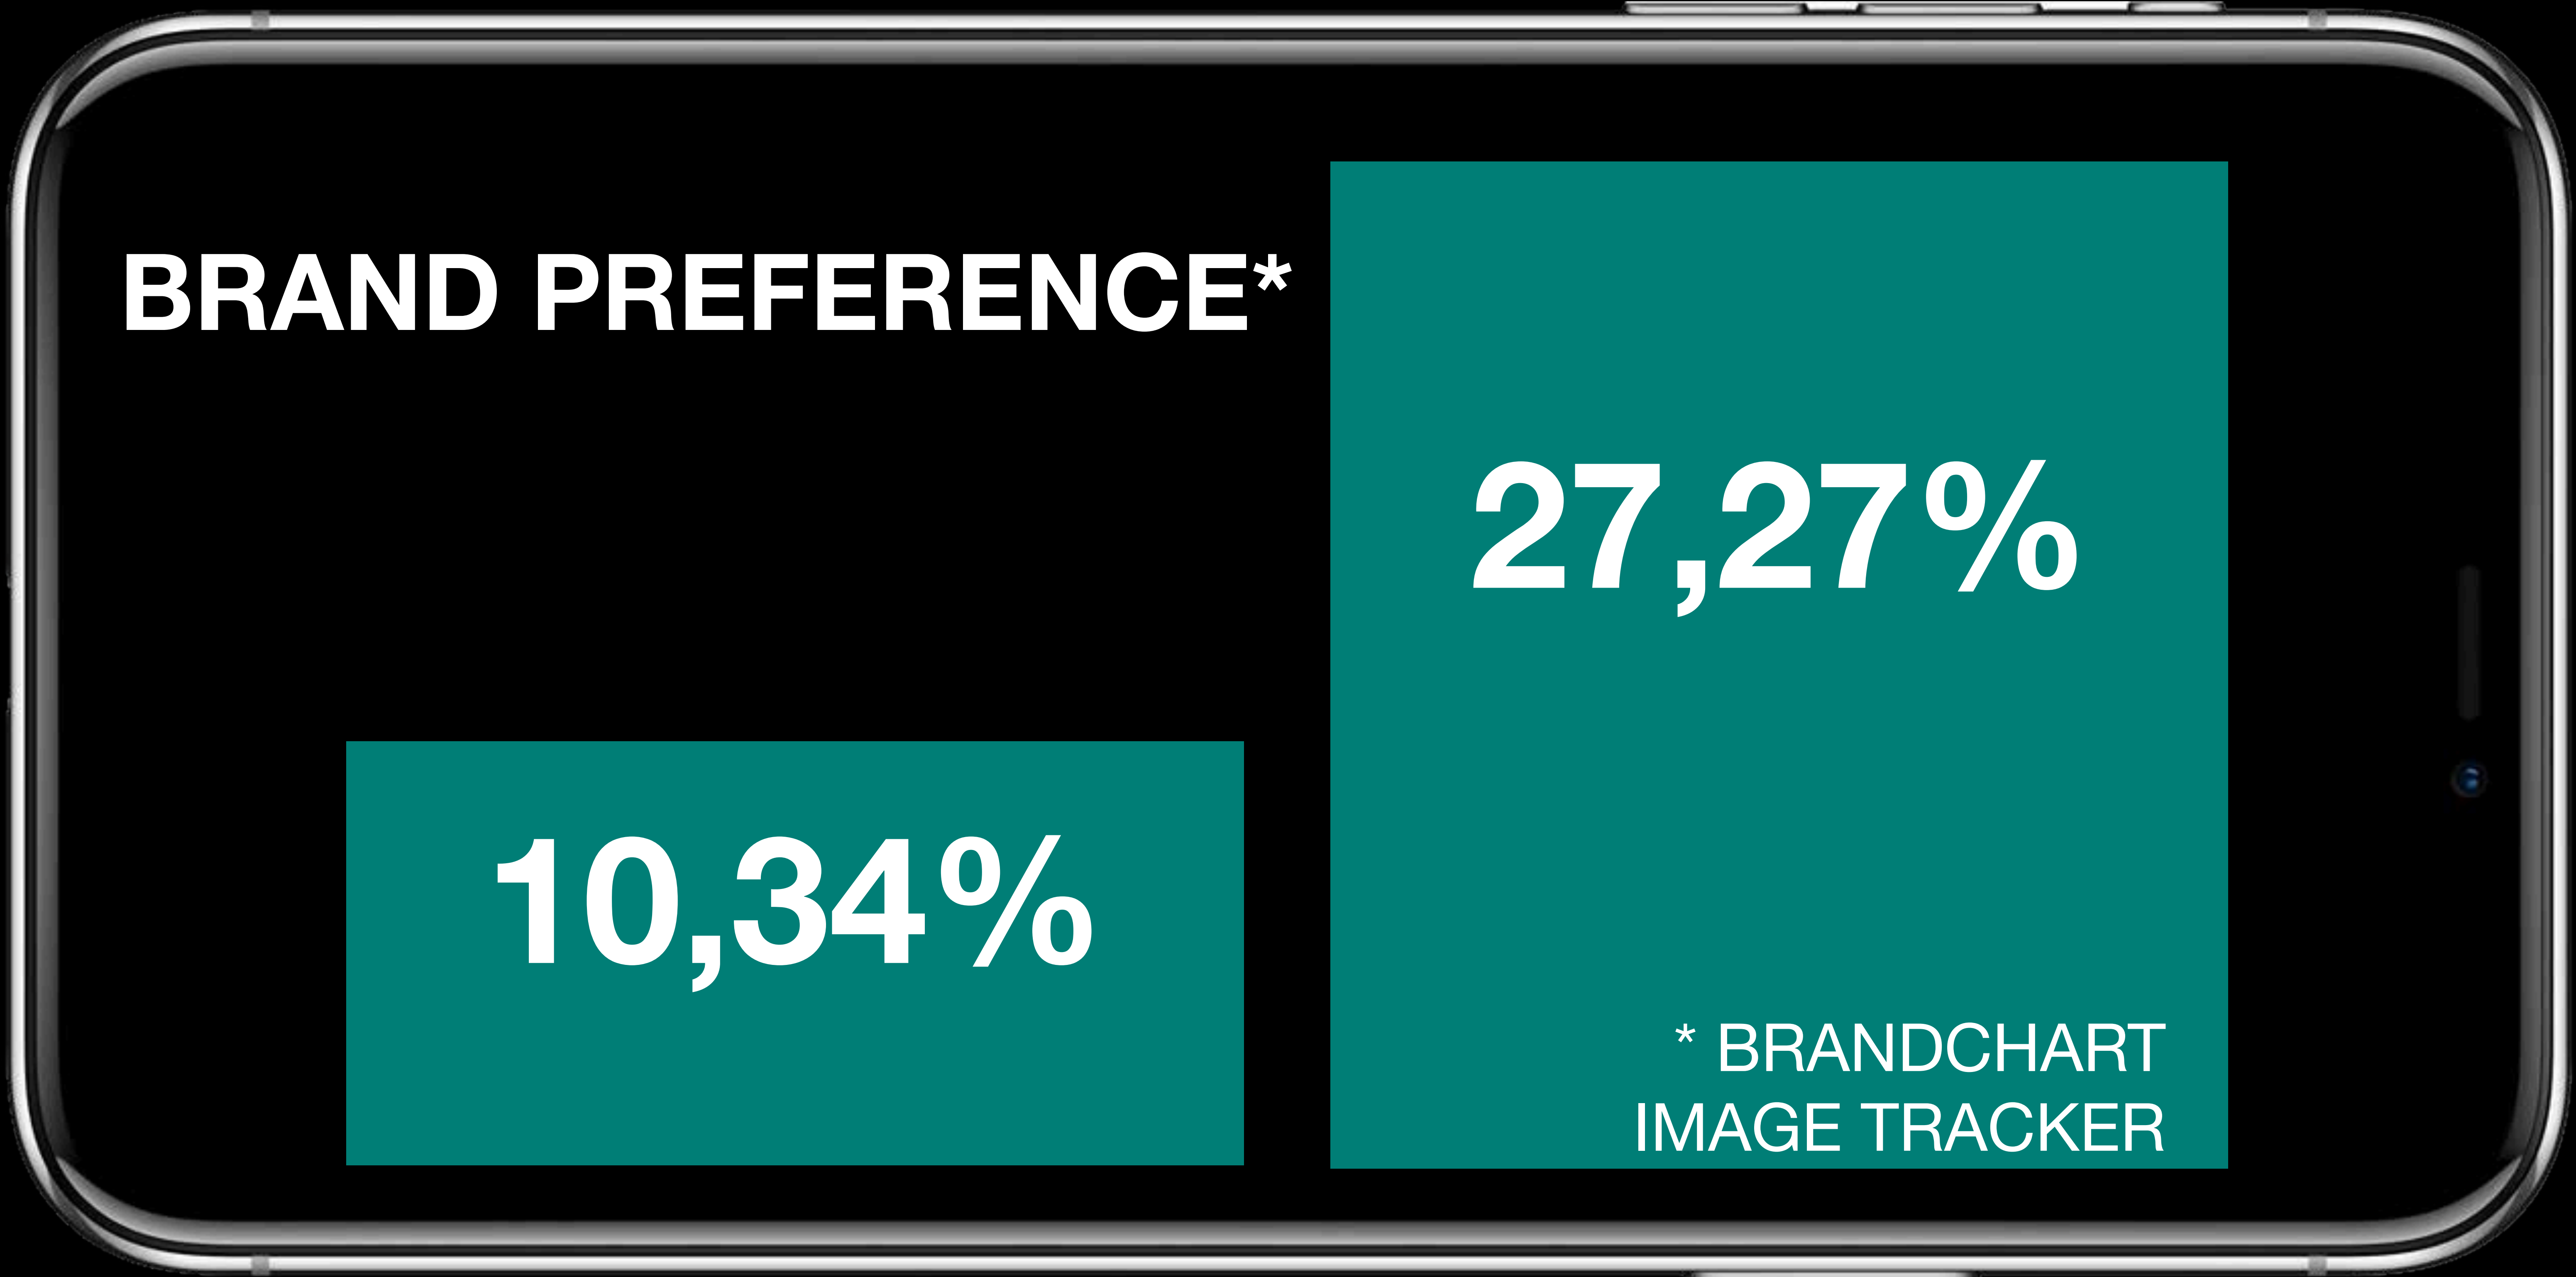 BRAND PREFERENCE*
27,27%
10,34%
* BRANDCHART
IMAGE TRACKER